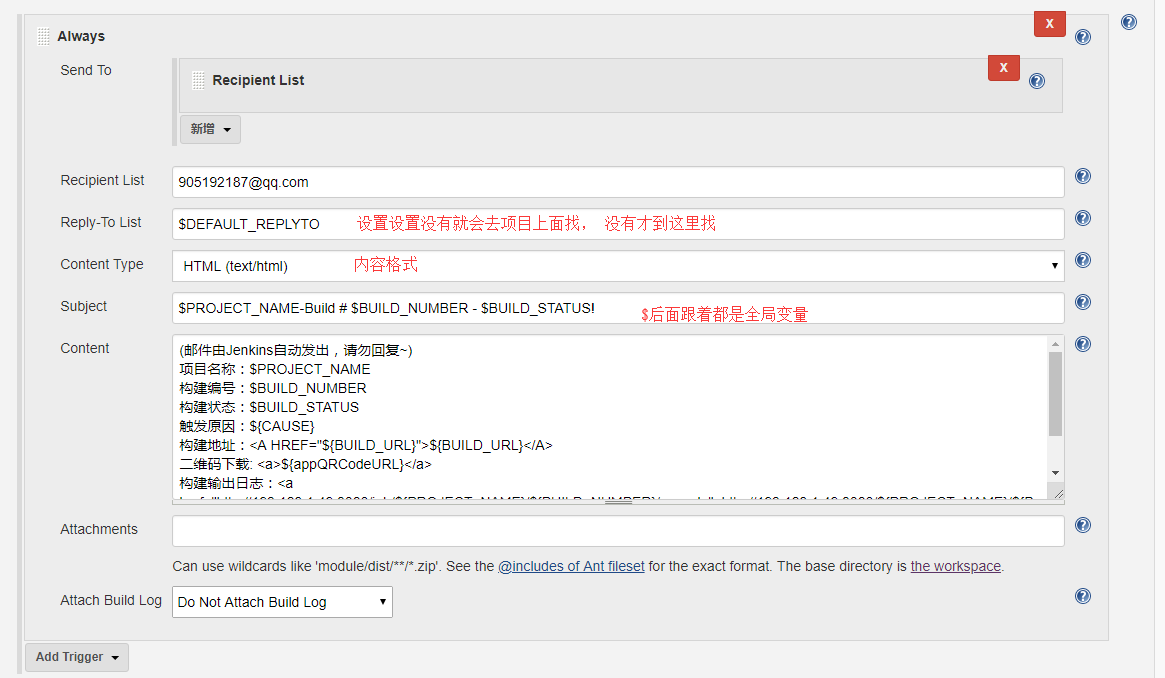 Always
X
Send To
Recipient List
X
新增
Recipient List
905192187@qq.com
Reply-To List
$DEFAULT_REPLYTO
设置设置没有就会去项目上面找， 没有才到这里找
Content Type
HTML (text/html)
内容格式
Subject
$PROJECT_NAME-Build # $BUILD_NUMBER - $BUILD_STATUS!
$后面跟着都是全局变量
Content
(邮件由Jenkins自动发出，请勿回复~)
项目名称：$PROJECT_NAME
构建编号：$BUILD_NUMBER
构建状态：$BUILD_STATUS
触发原因：${CAUSE}
构建地址：<A HREF="${BUILD_URL}">${BUILD_URL}</A>
二维码下载: <a>${appQRCodeURL}</a>
构建输出日志：<a
Attachments
Can use wildcards like 'module/dist/**/*.zip'. See the @includes of Ant fileset for the exact format. The base directory is the workspace.
Attach Build Log
Do Not Attach Build Log
Add Trigger